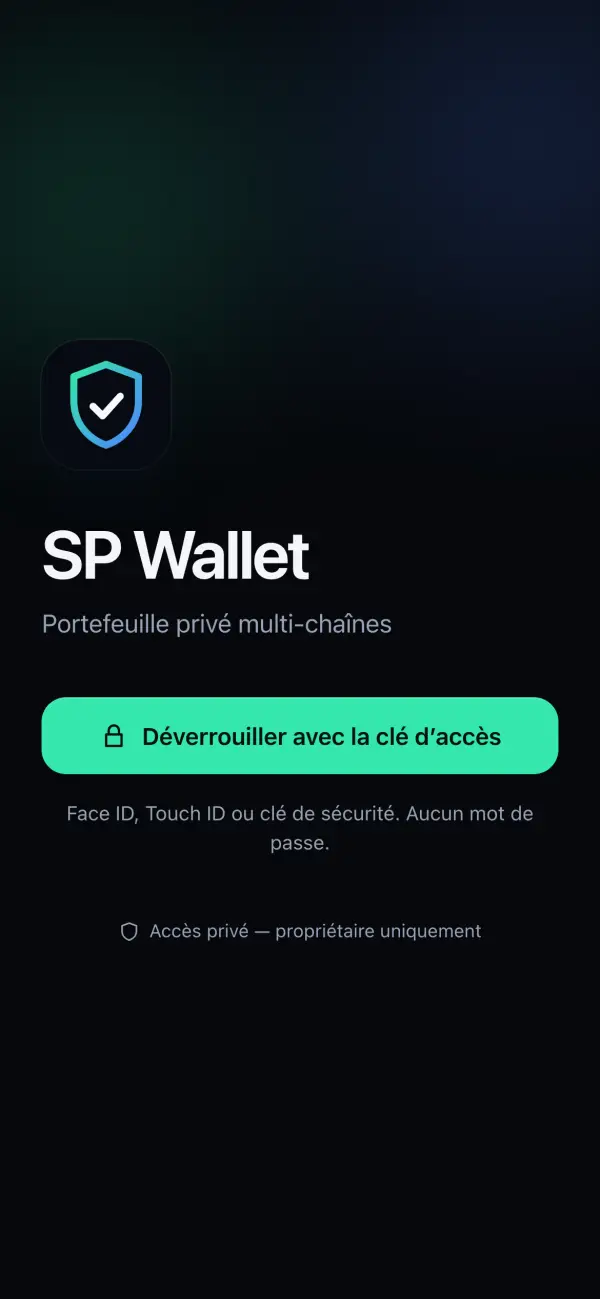 SP Wallet
Portefeuille privé multi-chaînes
Déverrouiller avec la clé d’accès
Face ID, Touch ID ou clé de sécurité. Aucun mot de
passe.
Accès privé — propriétaire uniquement